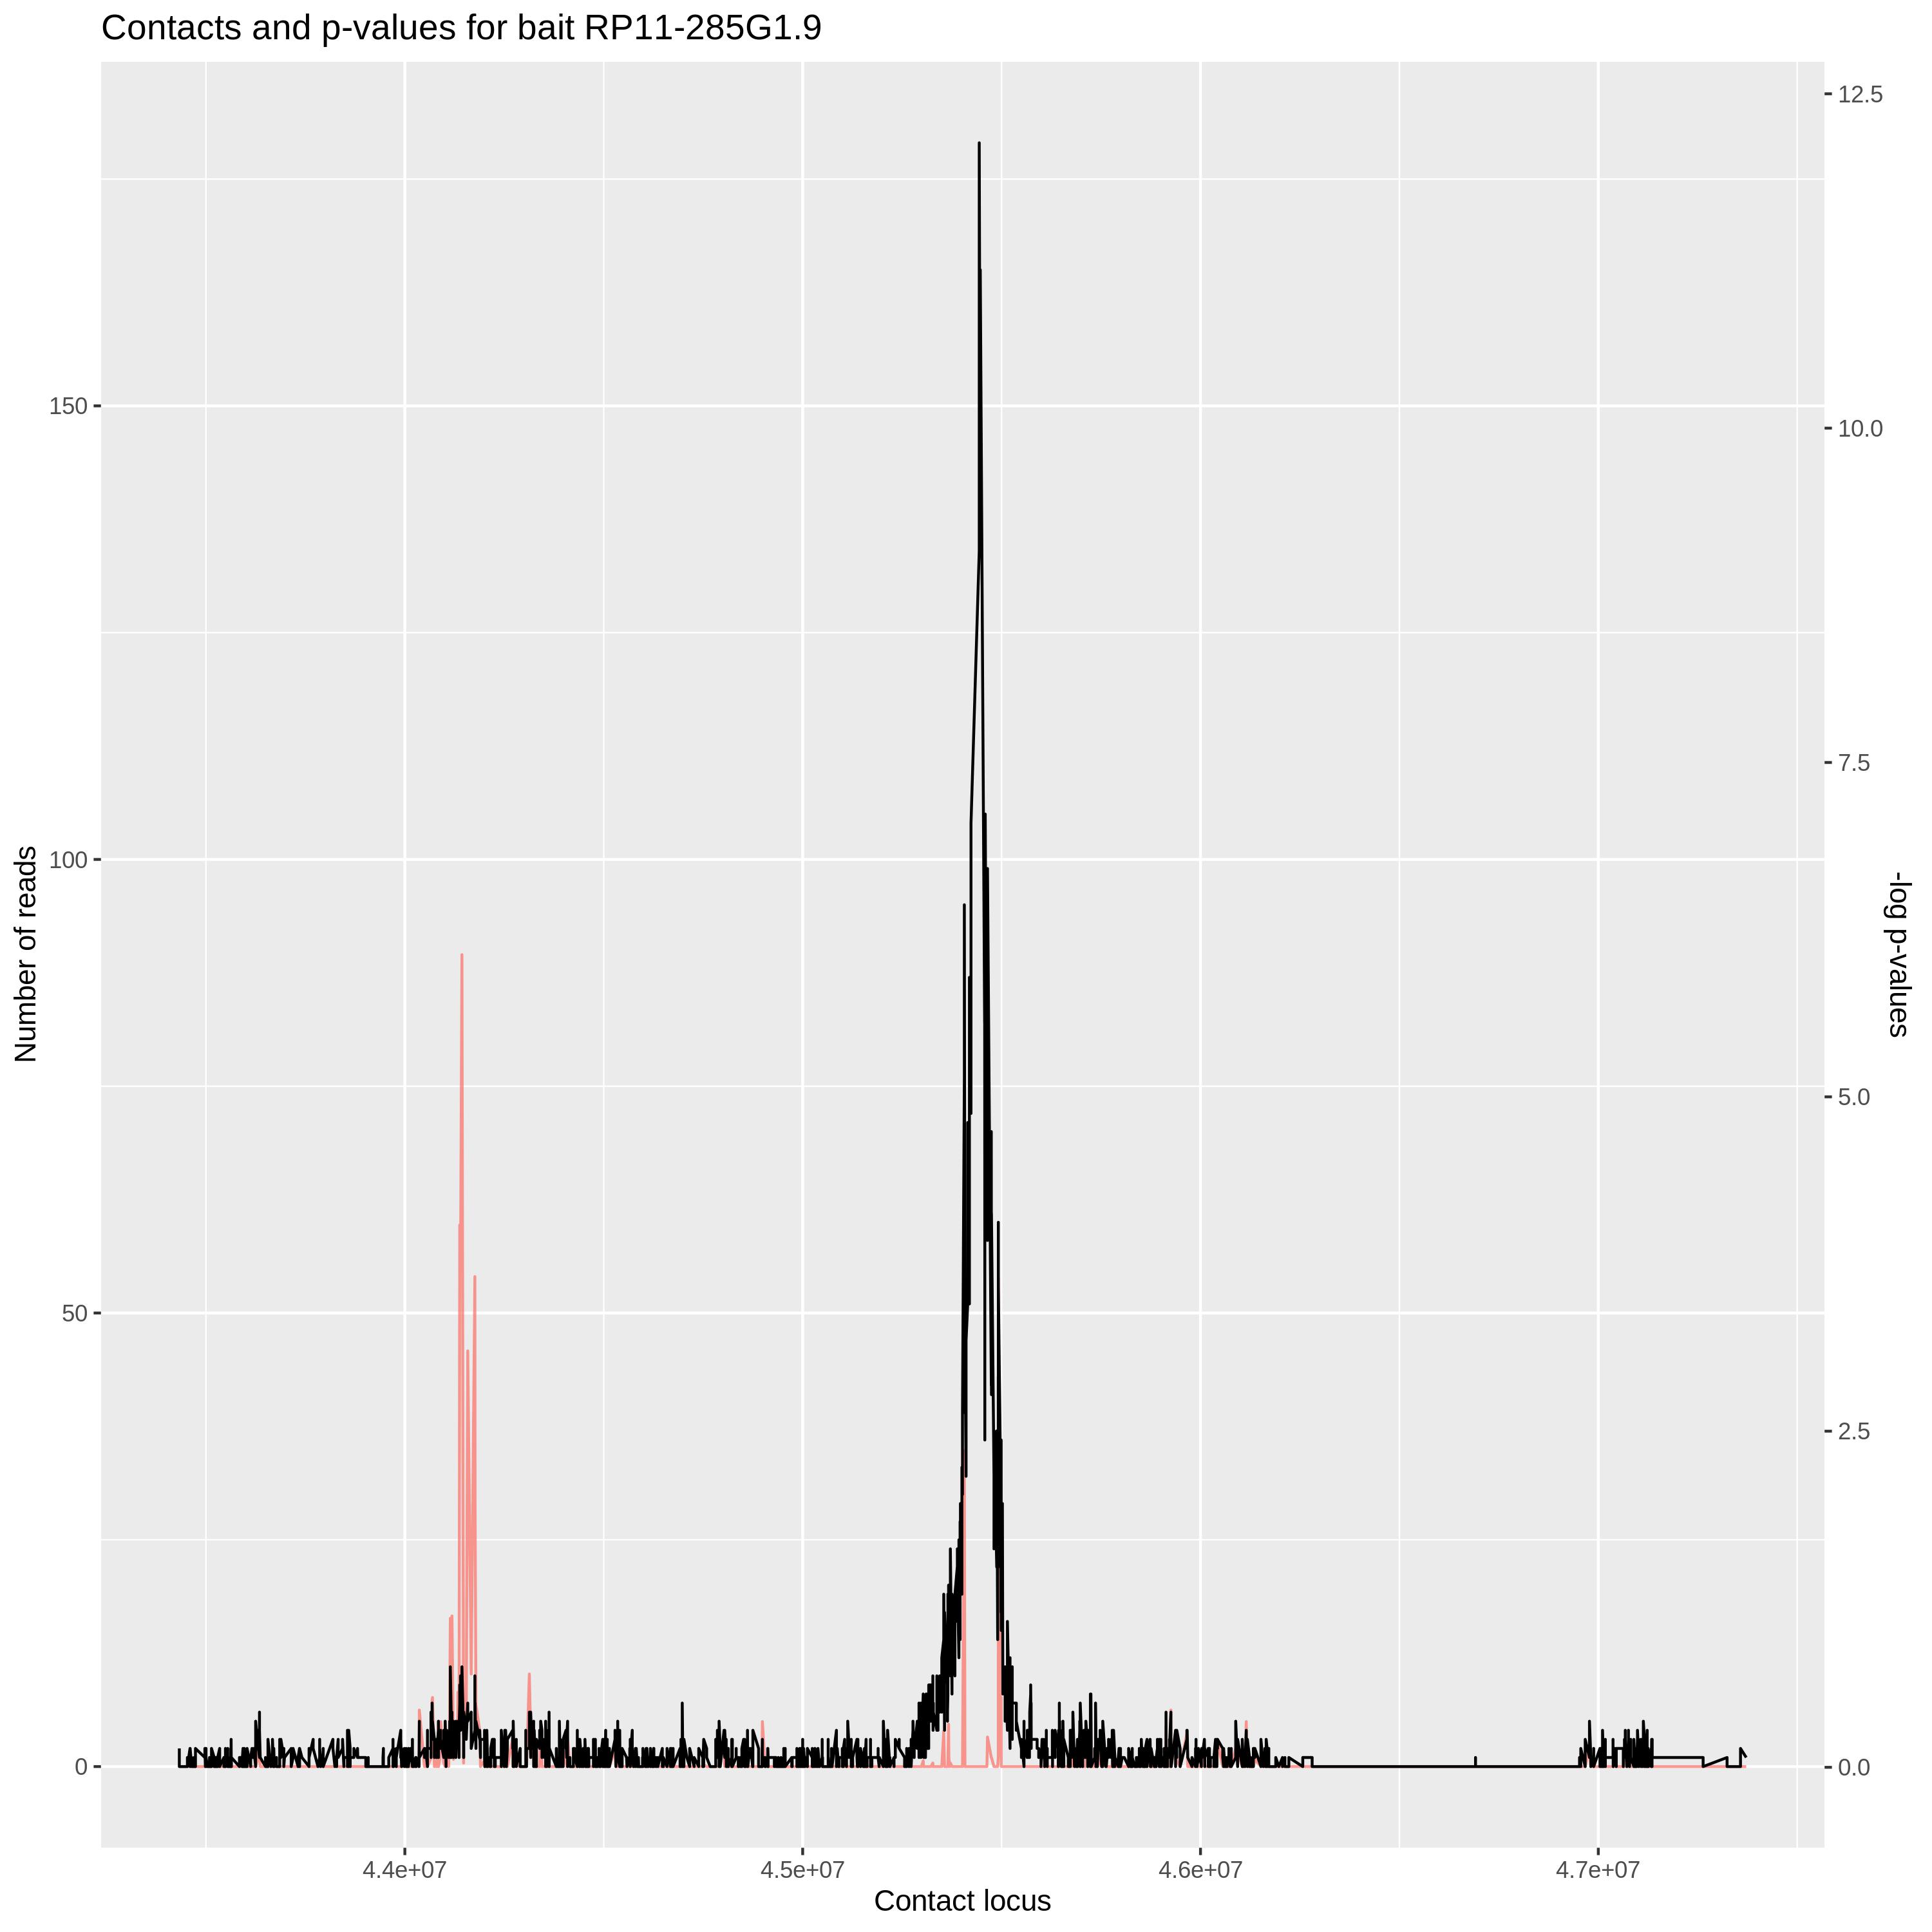 Contacts and p-values for bait RP11-285G1.9
12.5
150
10.0
7.5
100
Number of reads
-log p-values
5.0
50
2.5
0
0.0
4.4e+07
4.5e+07
4.6e+07
4.7e+07
Contact locus